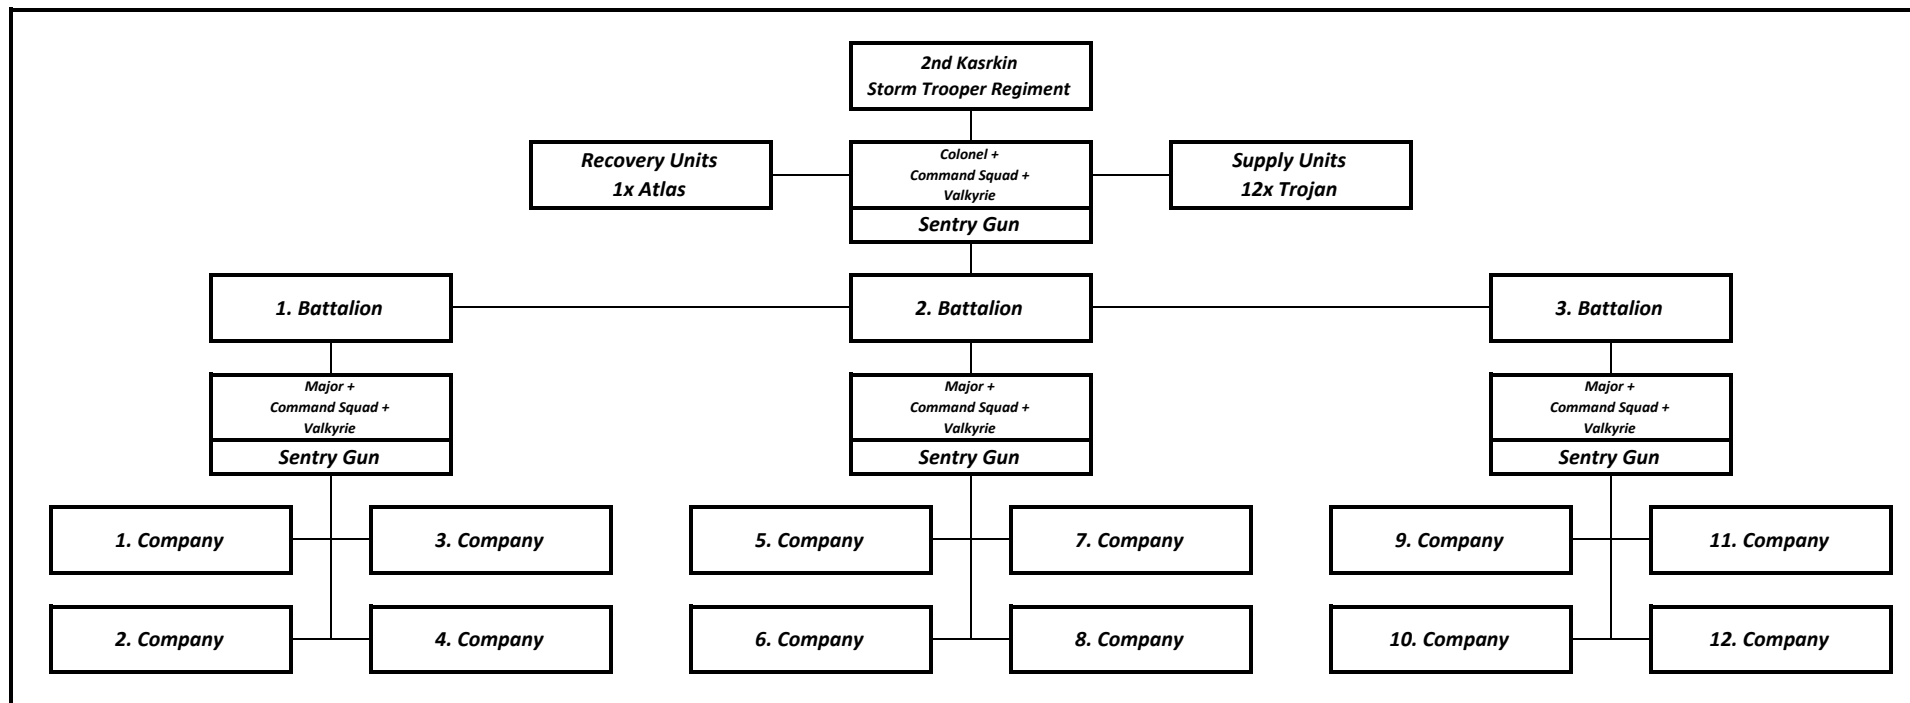 2nd Kasrkin
Storm Trooper Regiment
Recovery Units
1x Atlas
Colonel +
Command Squad +
Valkyrie
Sentry Gun
Supply Units
12x Trojan
1. Battalion
2. Battalion
3. Battalion
Major +
Command Squad +
Valkyrie
Sentry Gun
Major +
Command Squad +
Valkyrie
Sentry Gun
Major +
Command Squad +
Valkyrie
Sentry Gun
1. Company
3. Company
5. Company
7. Company
9. Company
11. Company
2. Company
4. Company
6. Company
8. Company
10. Company
12. Company